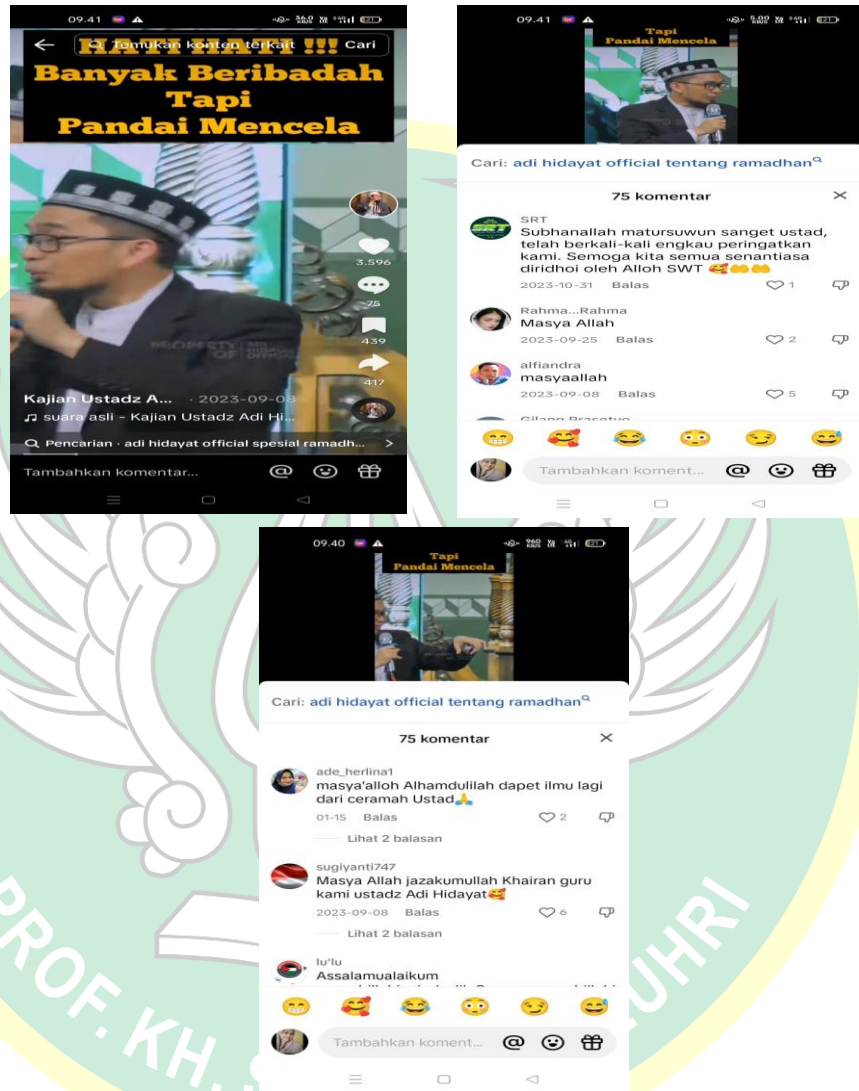 09.41
Temukan konten terkait
Cari
HATI HATI !!!
Banyak Beribadah
Tapi
Pandai Mencela
3.596
75
439
417
PROPERTY OF
Kajian Ustadz A... · 2023-09-08
suara asli - Kajian Ustadz Adi Hi...
Pencarian · adi hidayat official spesial ramadh... >
Tambahkan komentar...
09.41
Tapi
Pandai Mencela
Cari: adi hidayat official tentang ramadhan
75 komentar
SRT
Subhanallah matursuwun sanget ustad,
telah berkali-kali engkau peringatkan
kami. Semoga kita semua senantiasa
diridhoi oleh Alloh SWT 🥰🤲🤲
2023-10-31 Balas 1
Rahma...Rahma
Masya Allah
2023-09-25 Balas 2
alfiandra
masyaallah
2023-09-08 Balas 5
Gilang Prasetyo
Tambahkan koment...
09.40
Tapi
Pandai Mencela
Cari: adi hidayat official tentang ramadhan
75 komentar
ade_herlina1
masya'alloh Alhamdulilah dapet ilmu lagi
dari ceramah Ustad🙏
01-15 Balas 2
Lihat 2 balasan
sugiyanti747
Masya Allah jazakumullah Khairan guru
kami ustadz Adi Hidayat🥰
2023-09-08 Balas 6
Lihat 2 balasan
lu'lu
Assalamualaikum
Tambahkan koment...
PROF. KH. S
UHRI